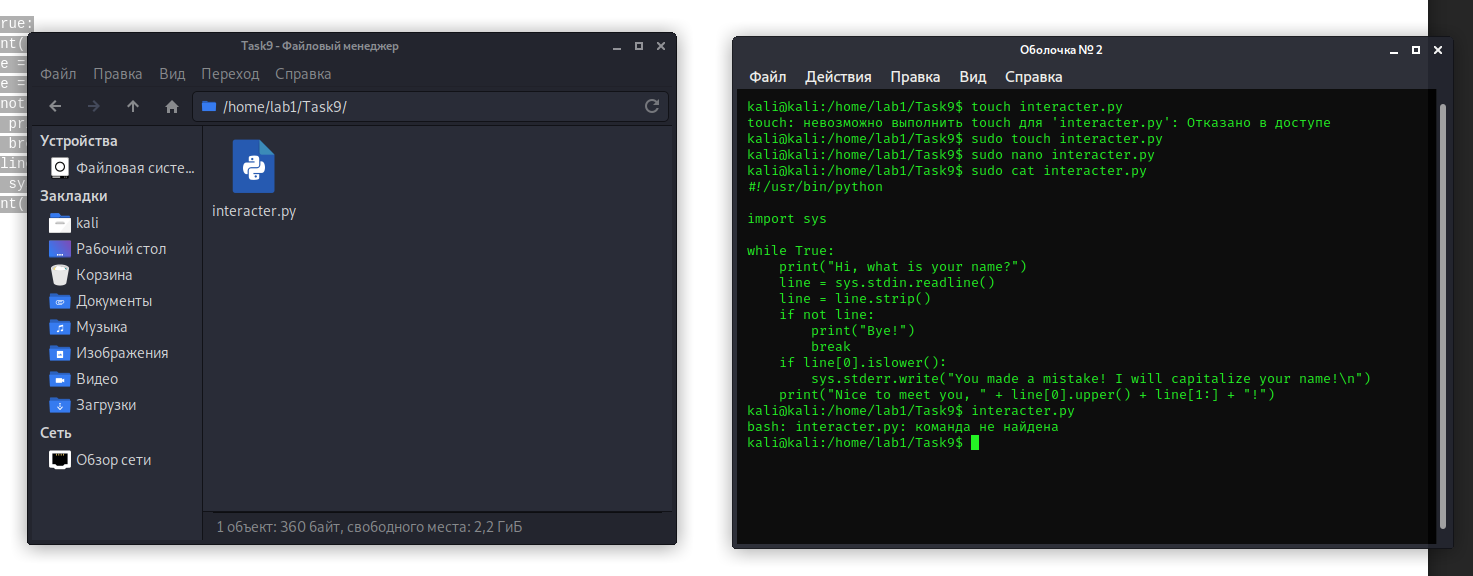 rue:
nt(
e =
e =
not
pr
br
line
sy
nt(
Task9 - Файловый менеджер
Файл Правка Вид Переход Справка
/home/lab1/Task9/
Устройства
Файловая систе...
Закладки
kali
Рабочий стол
Корзина
Документы
Музыка
Изображения
Видео
Загрузки
Сеть
Обзор сети
interacter.py
1 объект: 360 байт, свободного места: 2,2 ГиБ
Оболочка № 2
Файл Действия Правка Вид Справка
kali@kali:/home/lab1/Task9$ touch interacter.py
touch: невозможно выполнить touch для 'interacter.py': Отказано в доступе
kali@kali:/home/lab1/Task9$ sudo touch interacter.py
kali@kali:/home/lab1/Task9$ sudo nano interacter.py
kali@kali:/home/lab1/Task9$ sudo cat interacter.py
#!/usr/bin/python

import sys

while True:
    print("Hi, what is your name?")
    line = sys.stdin.readline()
    line = line.strip()
    if not line:
        print("Bye!")
        break
    if line[0].islower():
        sys.stderr.write("You made a mistake! I will capitalize your name!\n")
    print("Nice to meet you, " + line[0].upper() + line[1:] + "!")
kali@kali:/home/lab1/Task9$ interacter.py
bash: interacter.py: команда не найдена
kali@kali:/home/lab1/Task9$